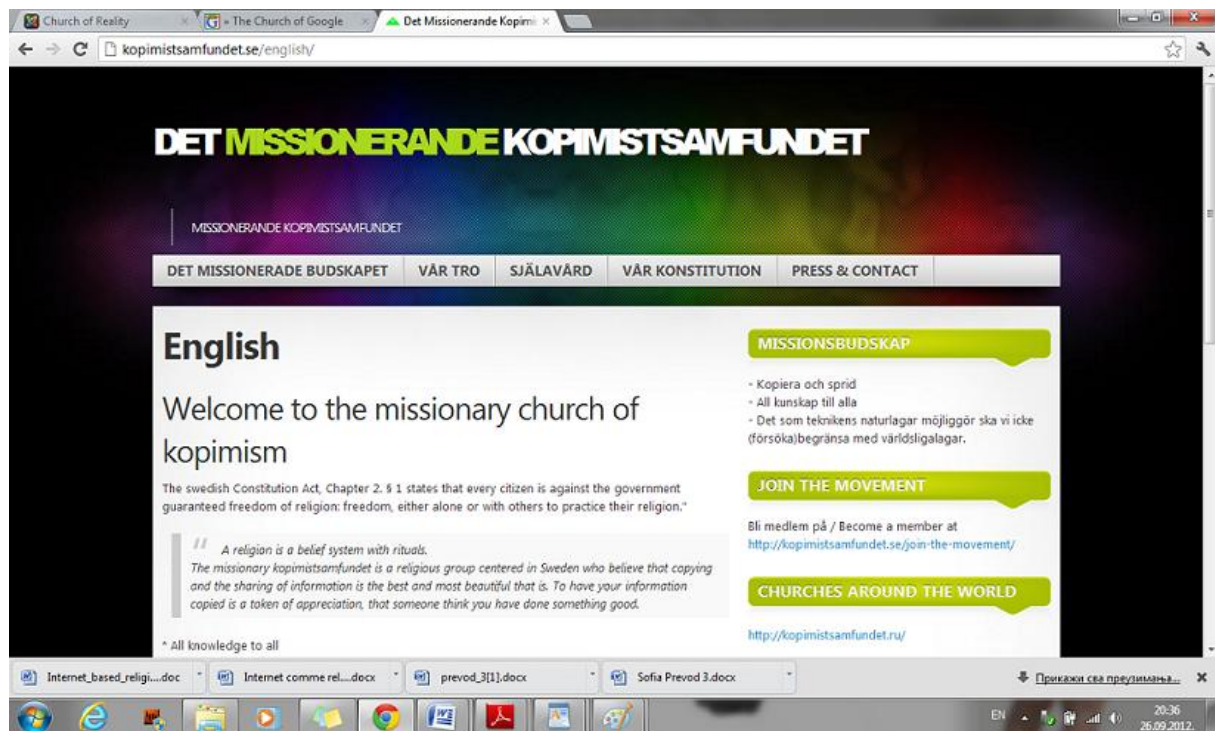 Church of Reality
» The Church of Google
Det Missionerande Kopimi
kopimistsamfundet.se/english/
DET MISSIONERANDE KOPIMISTSAMFUNDET
MISSIONERANDE KOPIMISTSAMFUNDET
DET MISSIONERADE BUDSKAPET VÅR TRO SJÄLAVÅRD VÅR KONSTITUTION PRESS & CONTACT
English
Welcome to the missionary church of
kopimism
The swedish Constitution Act, Chapter 2. § 1 states that every citizen is against the government
guaranteed freedom of religion: freedom, either alone or with others to practice their religion."
" A religion is a belief system with rituals.
The missionary kopimistsamfundet is a religious group centered in Sweden who believe that copying
and the sharing of information is the best and most beautiful that is. To have your information
copied is a token of appreciation, that someone think you have done something
good.
* All knowledge to all
MISSIONSBUDSKAP
- Kopiera och sprid
- All kunskap till alla
- Det som teknikens naturlagar möjliggör ska vi icke
(försöka)begränsa med världsligalagar.
JOIN THE MOVEMENT
Bli medlem på / Become a member at
http://kopimistsamfundet.se/join-the-movement/
CHURCHES AROUND THE WORLD
http://kopimistsamfundet.ru/
Internet_based_religi....doc Internet comme rel....docx prevod_3[1].docx Sofia Prevod 3.docx Прикажи сва преузимања...
EN 20:36
26.09.2012.